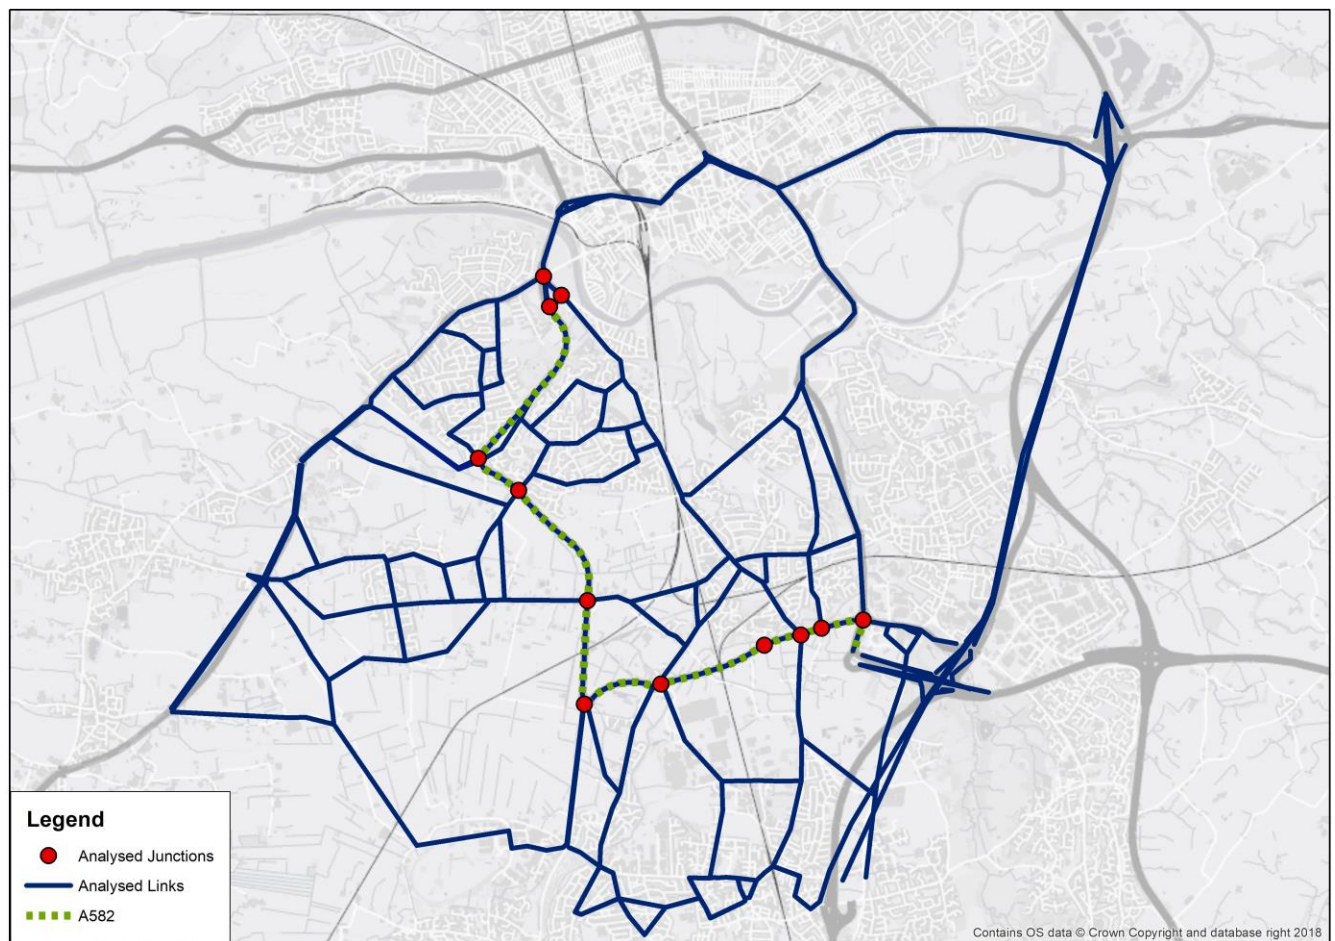 Legend
Analysed Junctions
Analysed Links
A582
Contains OS data © Crown Copyright and database right 2018